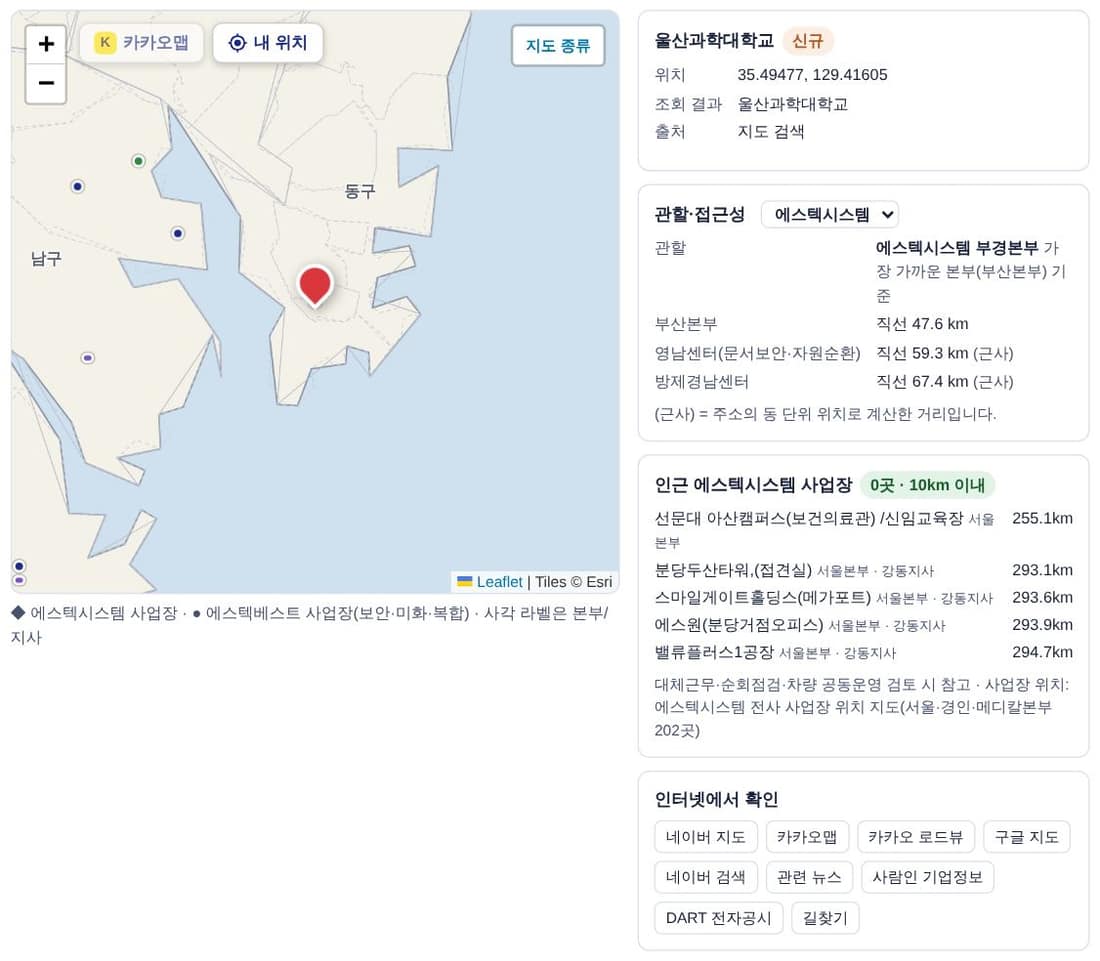 +
−
K 카카오맵
내 위치
지도 종류
동구
남구
Leaflet | Tiles © Esri
◆ 에스텍시스템 사업장 · ● 에스텍베스트 사업장(보안·미화·복합) · 사각 라벨은 본부/
지사
울산과학대학교 신규
위치 35.49477, 129.41605
조회 결과 울산과학대학교
출처 지도 검색
관할·접근성 에스텍시스템
관할 에스텍시스템 부경본부 가
장 가까운 본부(부산본부) 기
준
부산본부 직선 47.6 km
영남센터(문서보안·자원순환) 직선 59.3 km (근사)
방제경남센터 직선 67.4 km (근사)
(근사) = 주소의 동 단위 위치로 계산한 거리입니다.
인근 에스텍시스템 사업장 0곳 · 10km 이내
선문대 아산캠퍼스(보건의료관) /신임교육장 서울 255.1km
본부
분당두산타워,(접견실) 서울본부 · 강동지사 293.1km
스마일게이트홀딩스(메가포트) 서울본부 · 강동지사 293.6km
에스원(분당거점오피스) 서울본부 · 강동지사 293.9km
밸류플러스1공장 서울본부 · 강동지사 294.7km
대체근무·순회점검·차량 공동운영 검토 시 참고 · 사업장 위치:
에스텍시스템 전사 사업장 위치 지도(서울·경인·메디칼본부
202곳)
인터넷에서 확인
네이버 지도 카카오맵 카카오 로드뷰 구글 지도
네이버 검색 관련 뉴스 사람인 기업정보
DART 전자공시 길찾기